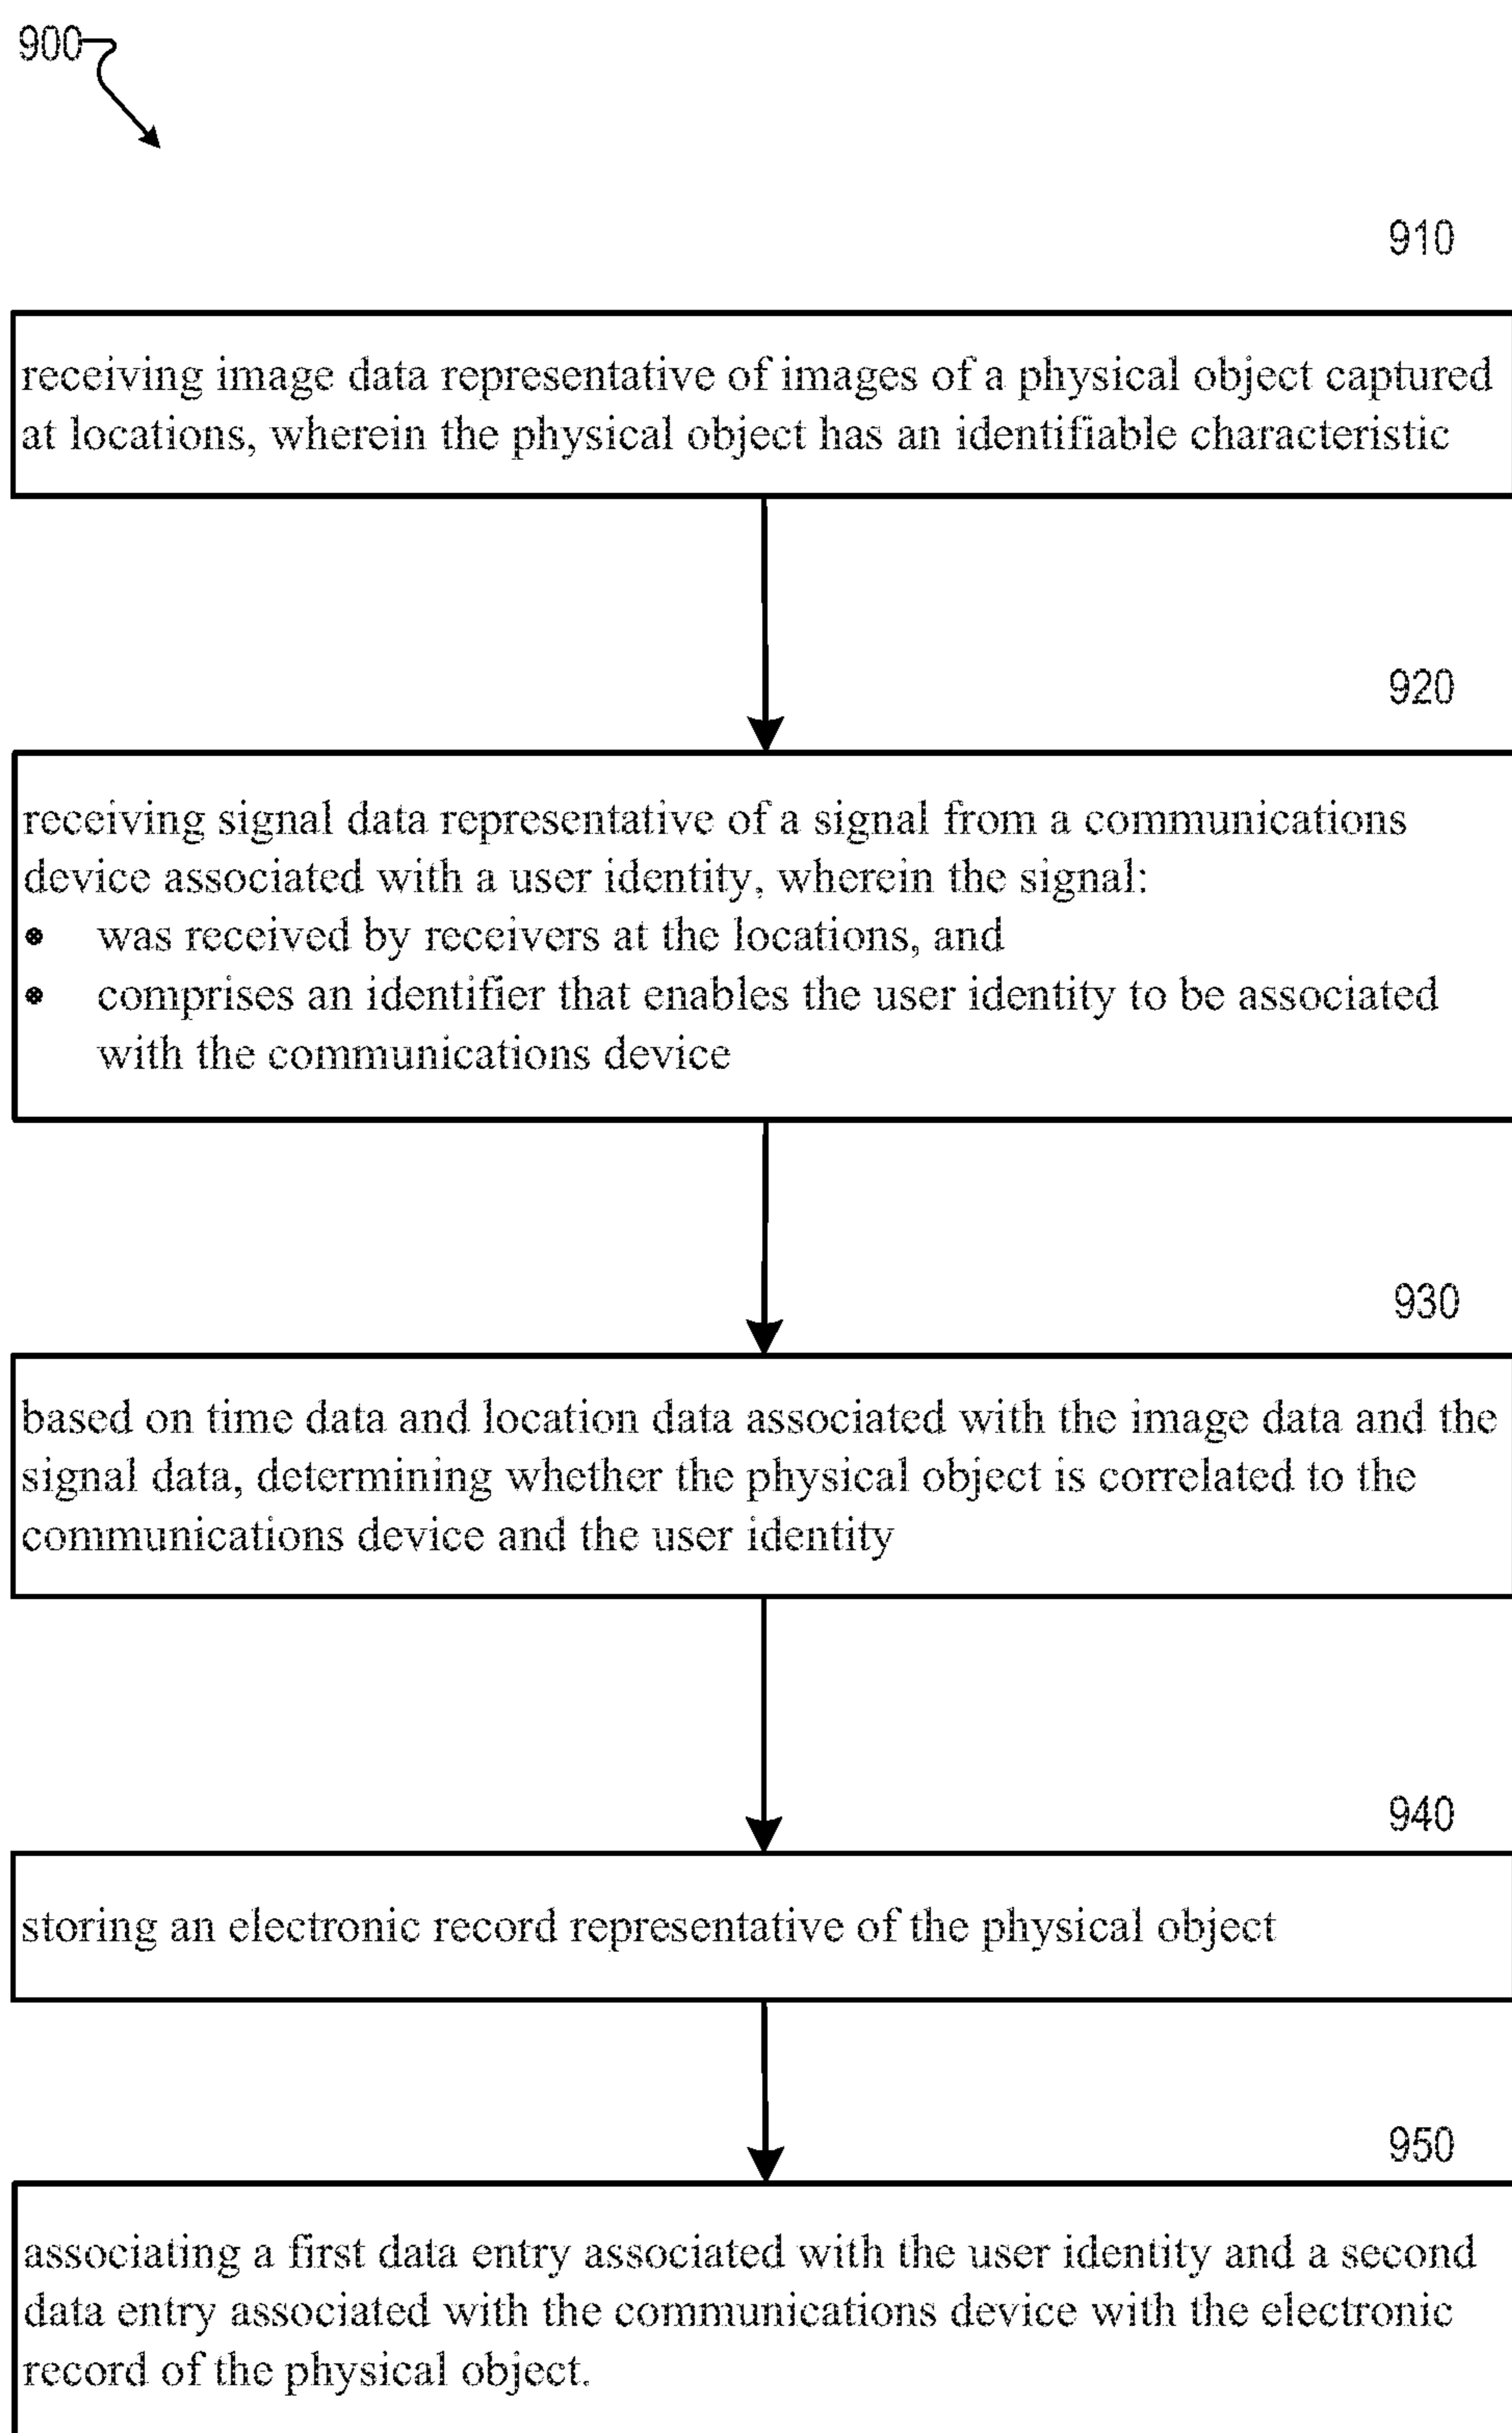 900
910
receiving image data representative of images of a physical object captured
at locations, wherein the physical object has an identifiable characteristic
920
receiving signal data representative of a signal from a communications
device associated with a user identity, wherein the signal:
• was received by receivers at the locations, and
• comprises an identifier that enables the user identity to be associated
with the communications device
930
based on time data and location data associated with the image data and the
signal data, determining whether the physical object is correlated to the
communications device and the user identity
940
storing an electronic record representative of the physical object
950
associating a first data entry associated with the user identity and a second
data entry associated with the communications device with the electronic
record of the physical object.